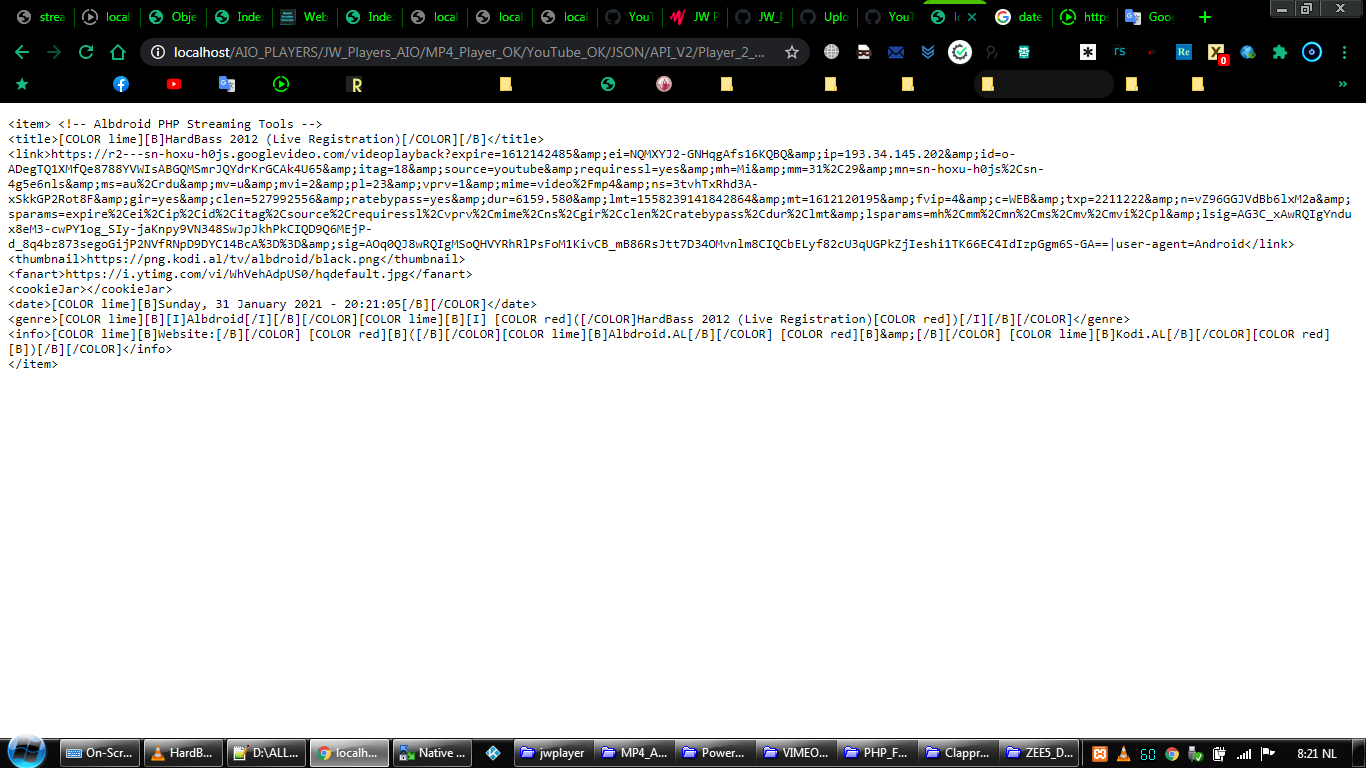 strea
locali
Obje
Index
Web
Index
local
local
local
YouT
JW P
JW_P
Uplo
YouT
lo
date
https
Goo
localhost/AIO_PLAYERS/JW_Players_AIO/MP4_Player_OK/YouTube_OK/JSON/API_V2/Player_2_...
rs
Re
X
0
R
<item> <!-- Albdroid PHP Streaming Tools -->
<title>[COLOR lime][B]HardBass 2012 (Live Registration)[/COLOR][/B]</title>
<link>https://r2---sn-hoxu-h0js.googlevideo.com/videoplayback?expire=1612142485&amp;ei=NQMXYJ2-GNHqgAfs16KQBQ&amp;ip=193.34.145.202&amp;id=o-
ADegTQ1XMfQe8788YVWIsABGQMSmrJQYdrKrGCAk4U65&amp;itag=18&amp;source=youtube&amp;requiressl=yes&amp;mh=Mi&amp;mm=31%2C29&amp;mn=sn-hoxu-h0js%2Csn-
4g5e6nls&amp;ms=au%2Crdu&amp;mv=u&amp;mvi=2&amp;pl=23&amp;vprv=1&amp;mime=video%2Fmp4&amp;ns=3tvhTxRhd3A-
xSkkGP2Rot8F&amp;gir=yes&amp;clen=527992556&amp;ratebypass=yes&amp;dur=6159.580&amp;lmt=1558239141842864&amp;mt=1612120195&amp;fvip=4&amp;c=WEB&amp;txp=2211222&amp;n=vZ96GGJVdBb6lxM2a&amp;
sparams=expire%2Cei%2Cip%2Cid%2Citag%2Csource%2Crequiressl%2Cvprv%2Cmime%2Cns%2Cgir%2Cclen%2Cratebypass%2Cdur%2Clmt&amp;lsparams=mh%2Cmm%2Cmn%2Cms%2Cmv%2Cmvi%2Cpl&amp;lsig=AG3C_xAwRQIgYndu
ux8eM3-cwPY1og_SIy-jaKnpy9VN348SwJpJkhPkCIQD9Q6MEjP-
d_8q4bz873segoGijP2NVfRNpD9DYC14BcA%3D%3D&amp;sig=AOq0QJ8wRQIgMSoQHVYRhRlPsFoM1KivCB_mB86RsJtt7D34OMvnlm8CIQCbELyf82cU3qUGPkZjIeshi1TK66EC4IdIzpGgm6S-GA==|user-agent=Android</link>
<thumbnail>https://png.kodi.al/tv/albdroid/black.png</thumbnail>
<fanart>https://i.ytimg.com/vi/WhVehAdpUS0/hqdefault.jpg</fanart>
<cookieJar></cookieJar>
<date>[COLOR lime][B]Sunday, 31 January 2021 - 20:21:05[/B][/COLOR]</date>
<genre>[COLOR lime][B][I]Albdroid[/I][/B][/COLOR][COLOR lime][B][I] [COLOR red]([/COLOR]HardBass 2012 (Live Registration)[COLOR red])[/I][/B][/COLOR]</genre>
<info>[COLOR lime][B]Website:[/B][/COLOR] [COLOR red][B]([/B][/COLOR][COLOR lime][B]Albdroid.AL[/B][/COLOR] [COLOR red][B]&amp;[/B][/COLOR] [COLOR lime][B]Kodi.AL[/B][/COLOR][COLOR red]
[B])[/B][/COLOR]</info>
</item>
On-Scr...
HardB...
D:\ALL...
localh...
Native ...
jwplayer
MP4_A...
Power...
VIMEO...
PHP_F...
Clappr...
ZEE5_D...
60
8:21 NL